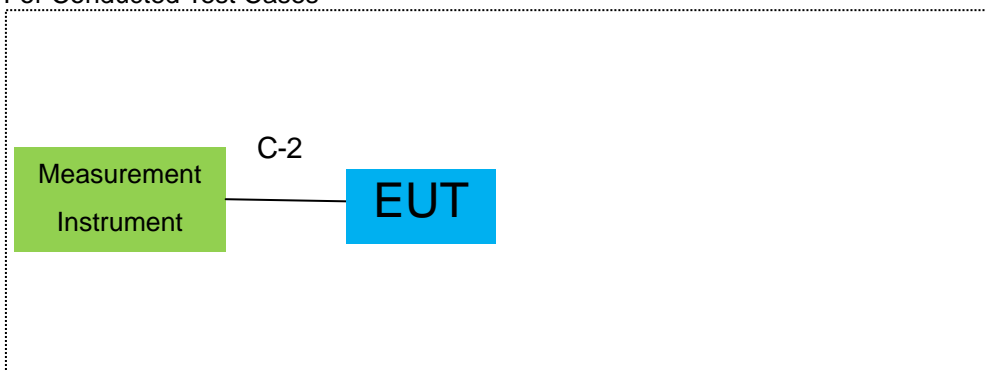 For Conducted Test Cases
C-2
Measurement
Instrument
EUT